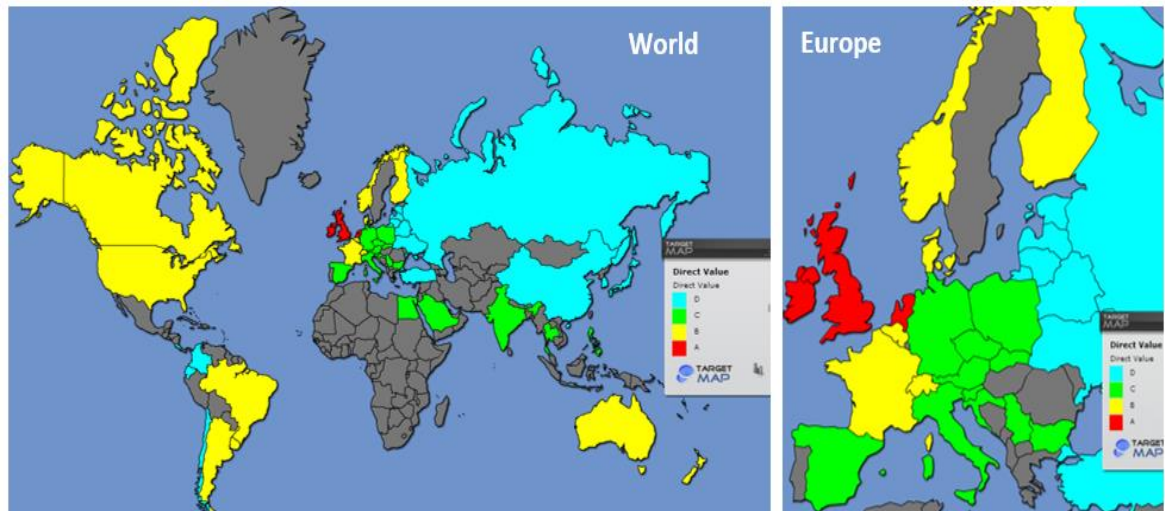 World
TARGET
MAP
Direct Value
Direct Value
D
C
B
A
TARGET
MAP
Europe
TARGET
MAP
Direct Value
Direct Value
D
C
B
A
TARGET
MAP